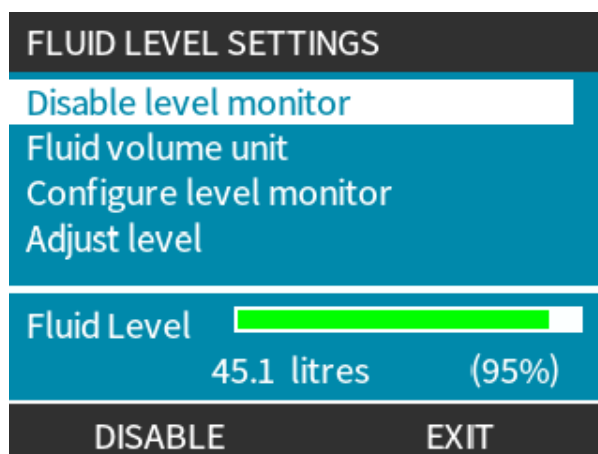 FLUID LEVEL SETTINGS
Disable level monitor
Fluid volume unit
Configure level monitor
Adjust level
Fluid Level
45.1 litres (95%)
DISABLE EXIT